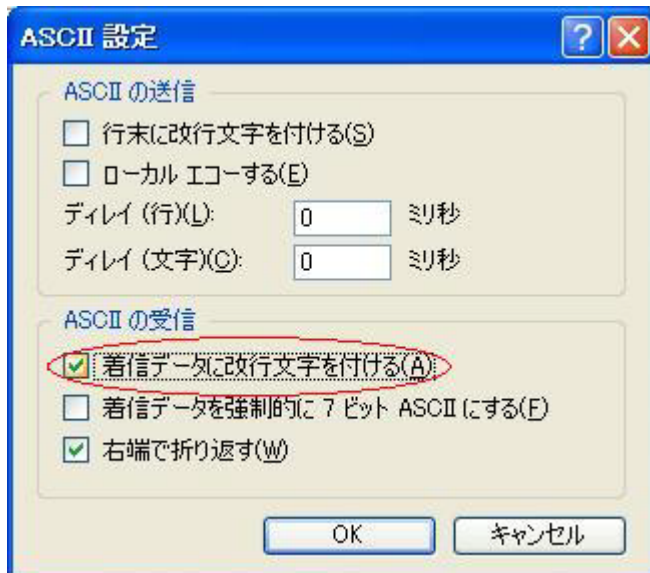 ASCII 設定
ASCII の送信
行末に改行文字を付ける(S)
ローカル エコーする(E)
ディレイ (行)(L): 0 ミリ秒
ディレイ (文字)(C): 0 ミリ秒
ASCII の受信
着信データに改行文字を付ける(A)
着信データを強制的に 7 ビット ASCII にする(F)
右端で折り返す(W)
OK キャンセル